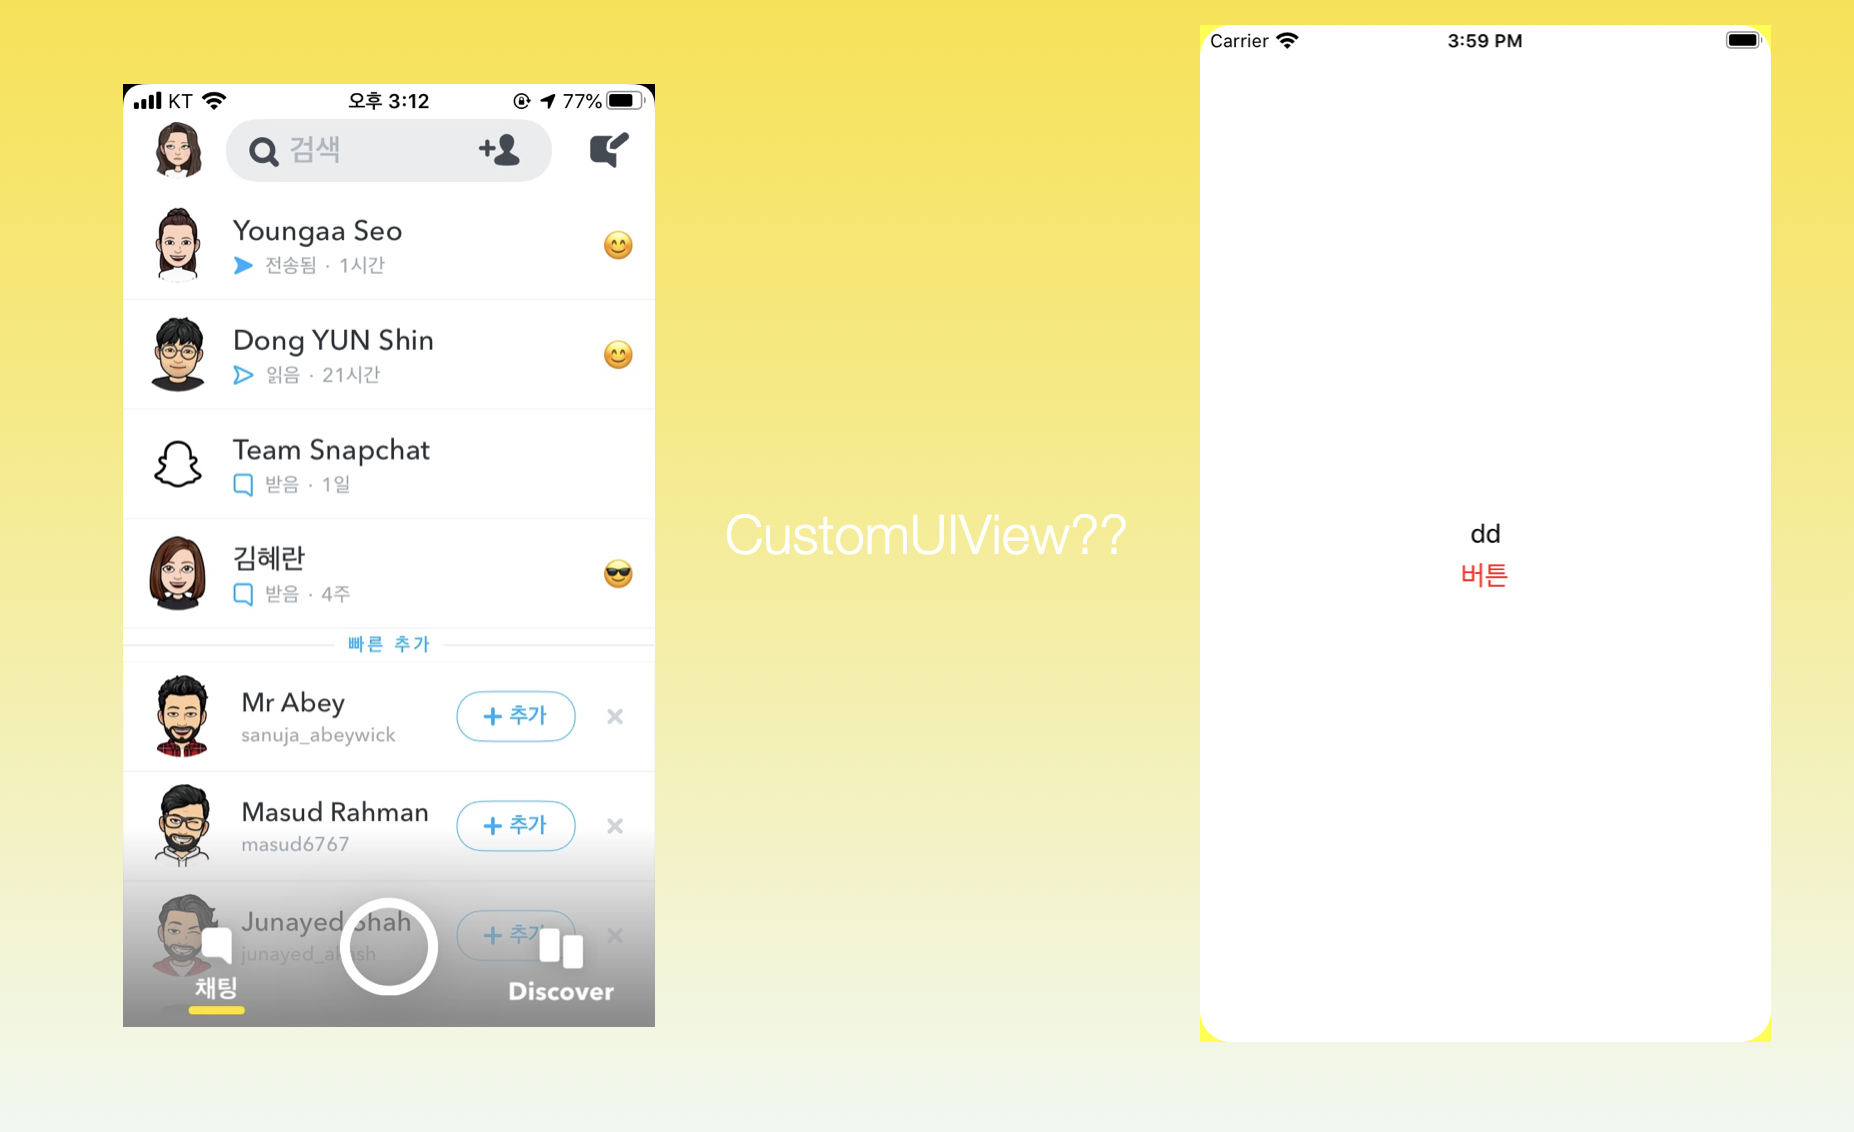 KT 오후 3:12 77%
검색
Youngaa Seo
전송됨 · 1시간
Dong YUN Shin
읽음 · 21시간
Team Snapchat
받음 · 1일
김혜란
받음 · 4주
빠른 추가
Mr Abey
sanuja_abeywick
+ 추가
Masud Rahman
masud6767
+ 추가
Junayed Shah
+ 추가
채팅
Discover
CustomUIView??
Carrier 3:59 PM
dd
버튼